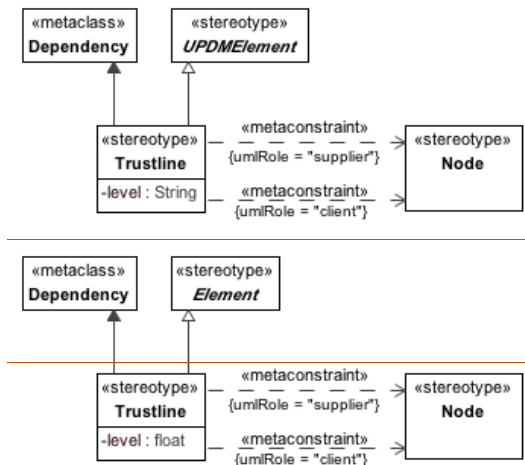 «metaclass»
Dependency
«stereotype»
UPDMElement
«stereotype»
Trustline
-level : String
«metaconstraint»
{umlRole = "supplier"}
«metaconstraint»
{umlRole = "client"}
Node
«metaclass»
Dependency
«stereotype»
Element
«stereotype»
Trustline
-level : float
«metaconstraint»
{umlRole = "supplier"}
«metaconstraint»
{umlRole = "client"}
«stereotype»
Node